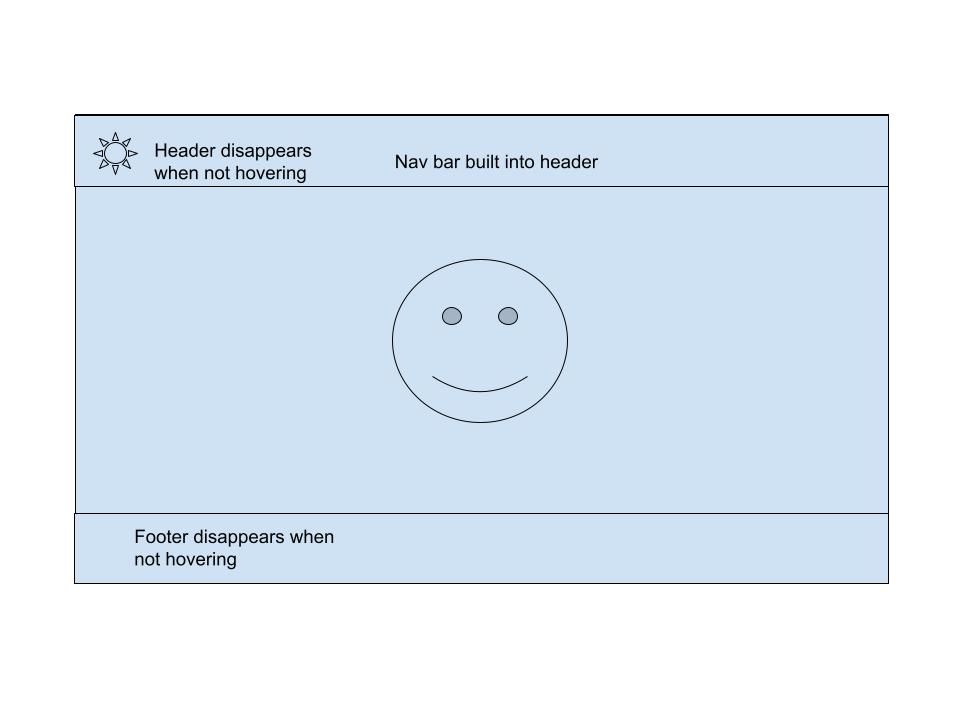 Header disappears
when not hovering
Nav bar built into header
Footer disappears when
not hovering